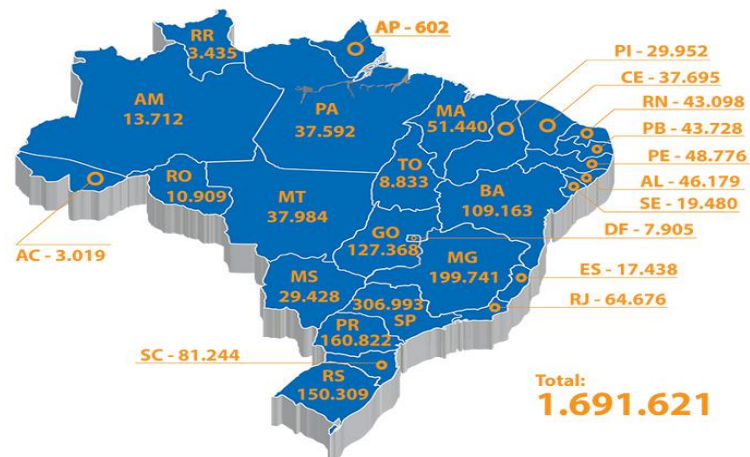 RR
3.435
AP - 602
PI - 29.952
CE - 37.695
RN - 43.098
PB - 43.728
PE - 48.776
AL - 46.179
SE - 19.480
DF - 7.905
ES - 17.438
RJ - 64.676
AM
13.712
PA
37.592
MA
51.440
TO
8.833
RO
10.909
MT
37.984
BA
109.163
AC - 3.019
GO
127.368
MG
199.741
MS
29.428
306.993
SP
PR
160.822
SC - 81.244
RS
150.309
Total:
1.691.621